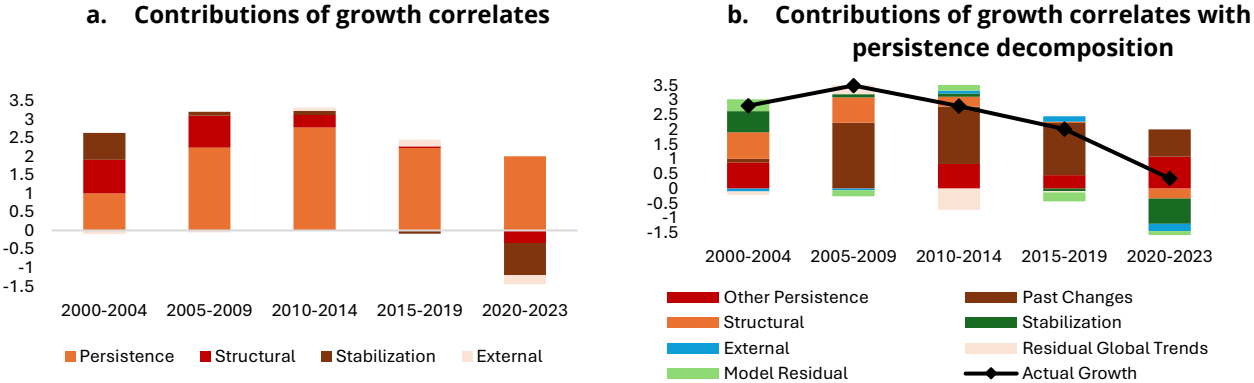 a. Contributions of growth correlates
3.5
3
2.5
2
1.5
1
0.5
0
-0.5
-1
-1.5
2000-2004 2005-2009 2010-2014 2015-2019 2020-2023
Persistence Structural Stabilization External
b. Contributions of growth correlates with
persistence decomposition
3.5
3
2.5
2
1.5
1
0.5
0
-0.5
-1
-1.5
2000-2004 2005-2009 2010-2014 2015-2019 2020-2023
Other Persistence Past Changes
Structural Stabilization
External Residual Global Trends
Model Residual Actual Growth